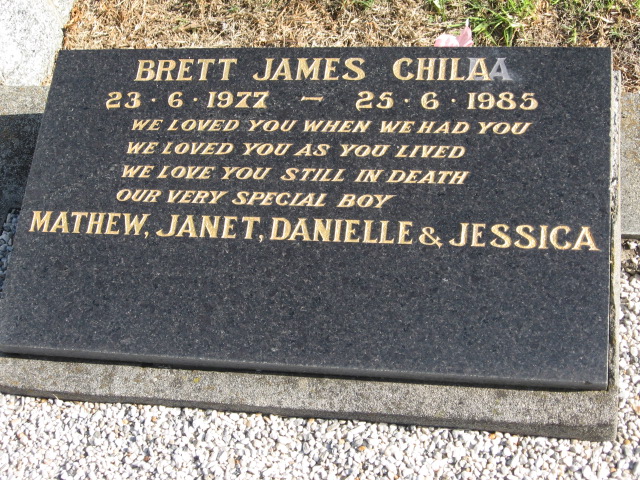 BRETT JAMES CHILAA
23·6·1977 — 25·6·1985
WE LOVED YOU WHEN WE HAD YOU
WE LOVED YOU AS YOU LIVED
WE LOVE YOU STILL IN DEATH
OUR VERY SPECIAL BOY
MATHEW, JANET, DANIELLE & JESSICA